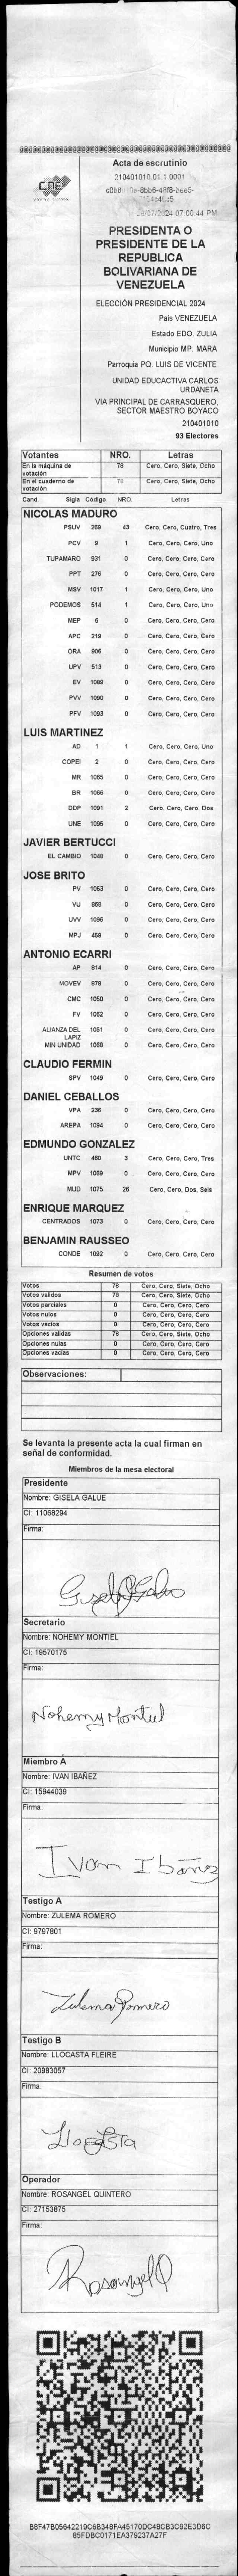 CNE
Acta de escrutinio
210401010.01.1.0001
07:00:44 PM
PRESIDENTA O
PRESIDENTE DE LA
REPUBLICA
BOLIVARIANA DE
VENEZUELA
ELECCIÓN PRESIDENCIAL 2024
Pais VENEZUELA
Estado EDO. ZULIA
Municipio MP. MARA
Parroquia PQ. LUIS DE VICENTE
UNIDAD EDUCACTIVA CARLOS
URDANETA
VIA PRINCIPAL DE CARRASQUERO,
SECTOR MAESTRO BOYACO
210401010
93 Electores
Votantes NRO. Letras
En la máquina de votación 78 Cero, Cero, Siete, Ocho
En el cuaderno de votación 78 Cero, Cero, Siete, Ocho
Cand. Sigla Código NRO. Letras
NICOLAS MADURO
PSUV 269 43 Cero, Cero, Cuatro, Tres
PCV 9 1 Cero, Cero, Cero, Uno
TUPAMARO 931 0 Cero, Cero, Cero, Cero
PPT 276 0 Cero, Cero, Cero, Cero
MSV 1017 1 Cero, Cero, Cero, Uno
PODEMOS 514 1 Cero, Cero, Cero, Uno
MEP 6 0 Cero, Cero, Cero, Cero
APC 219 0 Cero, Cero, Cero, Cero
ORA 906 0 Cero, Cero, Cero, Cero
UPV 513 0 Cero, Cero, Cero, Cero
EV 1089 0 Cero, Cero, Cero, Cero
PVV 1090 0 Cero, Cero, Cero, Cero
PFV 1093 0 Cero, Cero, Cero, Cero
LUIS MARTINEZ
AD 1 1 Cero, Cero, Cero, Uno
COPEI 2 0 Cero, Cero, Cero, Cero
MR 1065 0 Cero, Cero, Cero, Cero
BR 1086 0 Cero, Cero, Cero, Cero
DDP 1091 2 Cero, Cero, Cero, Dos
UNE 1095 0 Cero, Cero, Cero, Cero
JAVIER BERTUCCI
EL CAMBIO 1048 0 Cero, Cero, Cero, Cero
JOSE BRITO
PV 1053 0 Cero, Cero, Cero, Cero
VU 868 0 Cero, Cero, Cero, Cero
UVV 1096 0 Cero, Cero, Cero, Cero
MPJ 458 0 Cero, Cero, Cero, Cero
ANTONIO ECARRI
AP 814 0 Cero, Cero, Cero, Cero
MOVEV 878 0 Cero, Cero, Cero, Cero
CMC 1050 0 Cero, Cero, Cero, Cero
FV 1052 0 Cero, Cero, Cero, Cero
ALIANZA DEL LAPIZ 1051 0 Cero, Cero, Cero, Cero
MIN UNIDAD 1068 0 Cero, Cero, Cero, Cero
CLAUDIO FERMIN
SPV 1049 0 Cero, Cero, Cero, Cero
DANIEL CEBALLOS
VPA 236 0 Cero, Cero, Cero, Cero
AREPA 1094 0 Cero, Cero, Cero, Cero
EDMUNDO GONZALEZ
UNTC 460 3 Cero, Cero, Cero, Tres
MPV 1069 0 Cero, Cero, Cero, Cero
MUD 1075 26 Cero, Cero, Dos, Seis
ENRIQUE MARQUEZ
CENTRADOS 1073 0 Cero, Cero, Cero, Cero
BENJAMIN RAUSSEO
CONDE 1092 0 Cero, Cero, Cero, Cero
Resumen de votos
Votos 78 Cero, Cero, Siete, Ocho
Votos validos 78 Cero, Cero, Siete, Ocho
Votos parciales 0 Cero, Cero, Cero, Cero
Votos nulos 0 Cero, Cero, Cero, Cero
Votos vacios 0 Cero, Cero, Cero, Cero
Opciones validas 78 Cero, Cero, Siete, Ocho
Opciones nulas 0 Cero, Cero, Cero, Cero
Opciones vacias 0 Cero, Cero, Cero, Cero
Observaciones:
Se levanta la presente acta la cual firman en
señal de conformidad.
Miembros de la mesa electoral
Presidente
Nombre: GISELA GALUE
CI: 11068294
Firma:
Secretario
Nombre: NOHEMY MONTIEL
CI: 19570175
Firma:
Nohemy Montiel
Miembro A
Nombre: IVAN IBAÑEZ
CI: 15944039
Firma:
Ivan Ibañez
Testigo A
Nombre: ZULEMA ROMERO
CI: 9797801
Firma:
Zulema Romero
Testigo B
Nombre: LLOCASTA FLEIRE
CI: 20983057
Firma:
Operador
Nombre: ROSANGEL QUINTERO
CI: 27153875
Firma:
B8F47B05642219C6B348FA45170DC48CB3C92E3D6C
85FDBC0171EA379237A27F